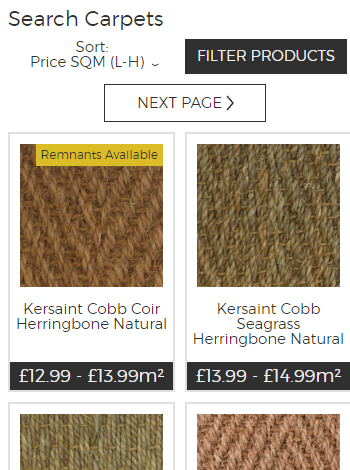 Search Carpets
Sort:
Price SQM (L-H)
FILTER PRODUCTS
NEXT PAGE
Remnants Available
Kersaint Cobb Coir
Herringbone Natural
£12.99 - £13.99m²
Kersaint Cobb
Seagrass
Herringbone Natural
£13.99 - £14.99m²